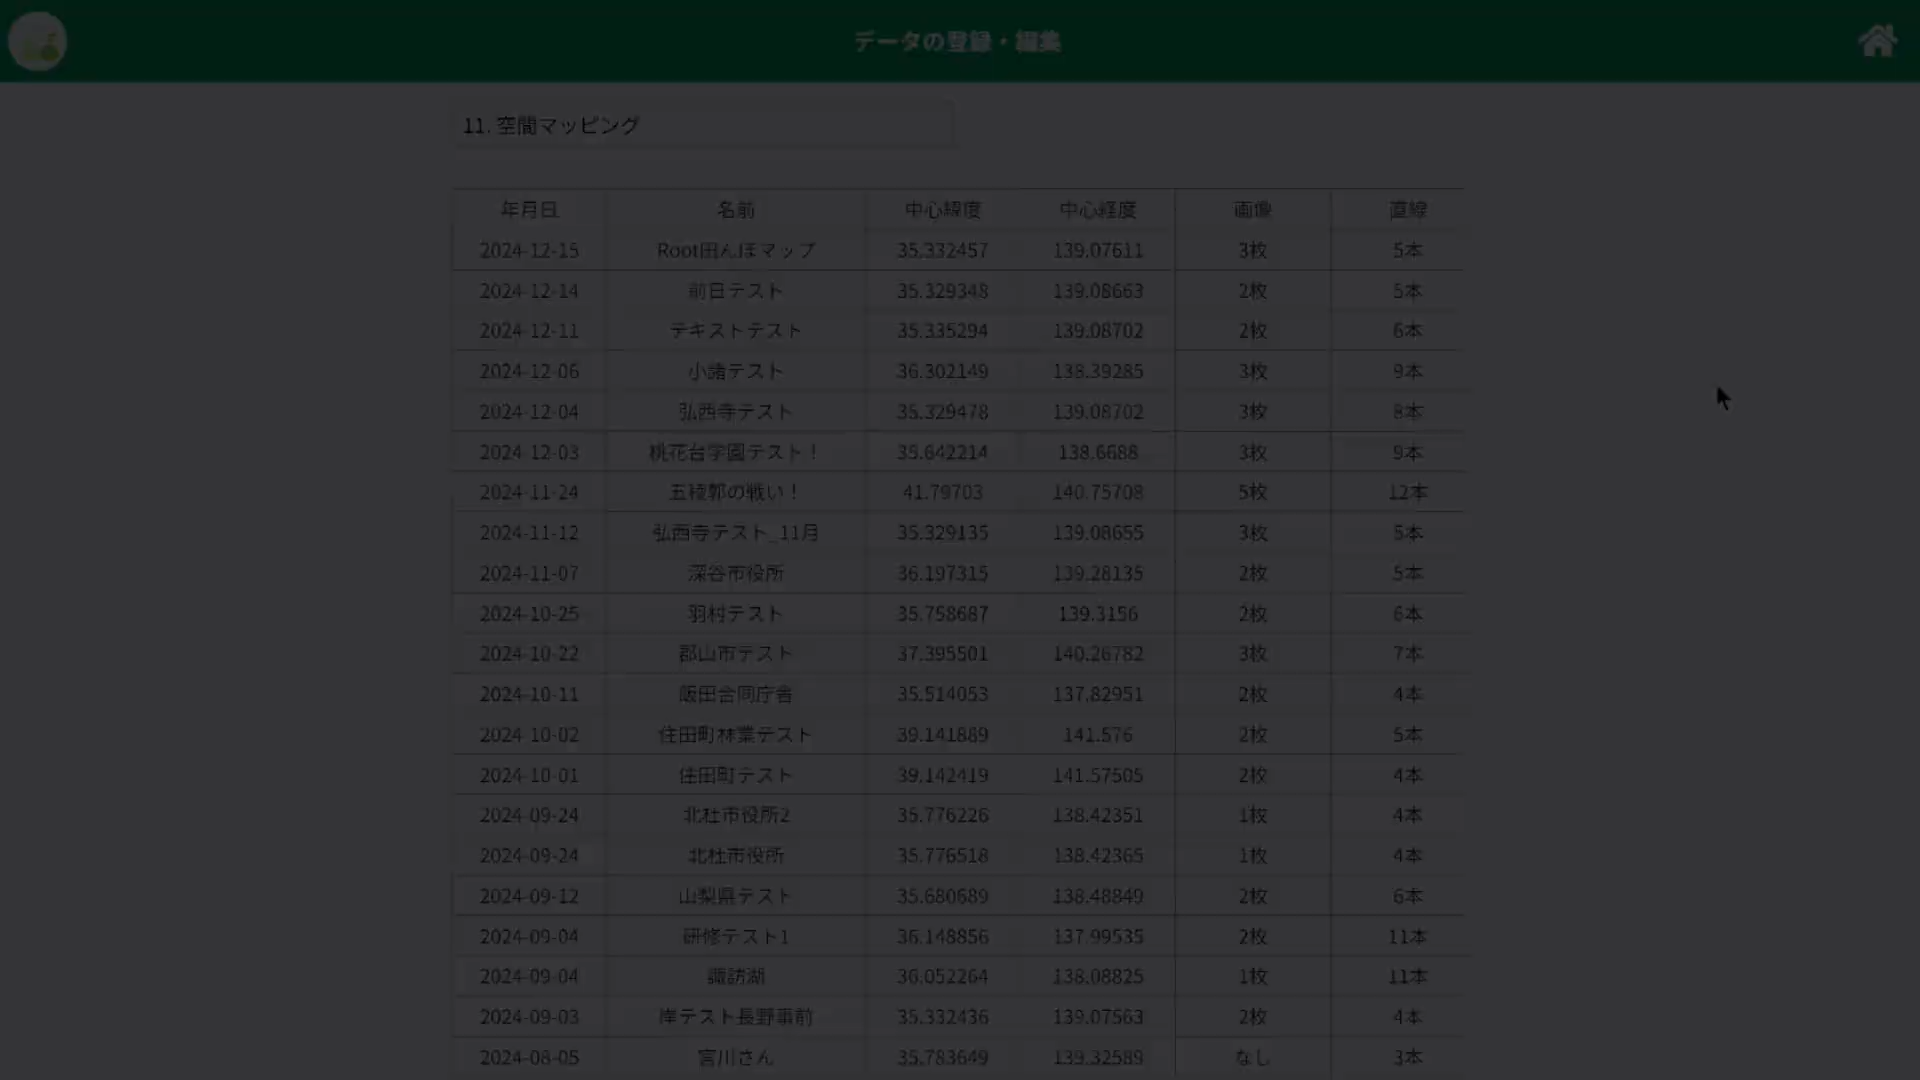 データの登録・編集
11. 空間マッピング
年月日 名前 中心緯度 中心経度 画像 直線
2024-12-15 Root田んぼマップ 35.332457 139.07611 3枚 5本
2024-12-14 前日テスト 35.329348 139.08663 2枚 5本
2024-12-11 テキストテスト 35.335294 139.08702 2枚 6本
2024-12-06 小諸テスト 36.302149 138.39285 3枚 9本
2024-12-04 弘西寺テスト 35.329478 139.08702 3枚 8本
2024-12-03 桃花台学園テスト！ 35.642214 138.6688 3枚 9本
2024-11-24 五稜郭の戦い！ 41.79703 140.75708 5枚 12本
2024-11-12 弘西寺テスト_11月 35.329135 139.08655 3枚 5本
2024-11-07 深谷市役所 36.197315 139.28135 2枚 5本
2024-10-25 羽村テスト 35.758687 139.3156 2枚 6本
2024-10-22 郡山市テスト 37.395501 140.26782 3枚 7本
2024-10-11 飯田合同庁舎 35.514053 137.82951 2枚 4本
2024-10-02 住田町林業テスト 39.141889 141.576 2枚 5本
2024-10-01 住田町テスト 39.142419 141.57505 2枚 4本
2024-09-24 北杜市役所2 35.776226 138.42351 1枚 4本
2024-09-24 北杜市役所 35.776518 138.42365 1枚 4本
2024-09-12 山梨県テスト 35.680689 138.48849 2枚 6本
2024-09-04 研修テスト1 36.148856 137.99535 2枚 11本
2024-09-04 諏訪湖 36.052264 138.08825 1枚 11本
2024-09-03 岸テスト長野事前 35.332436 139.07563 2枚 4本
2024-08-05 宮川さん 35.783649 139.32589 なし 3本